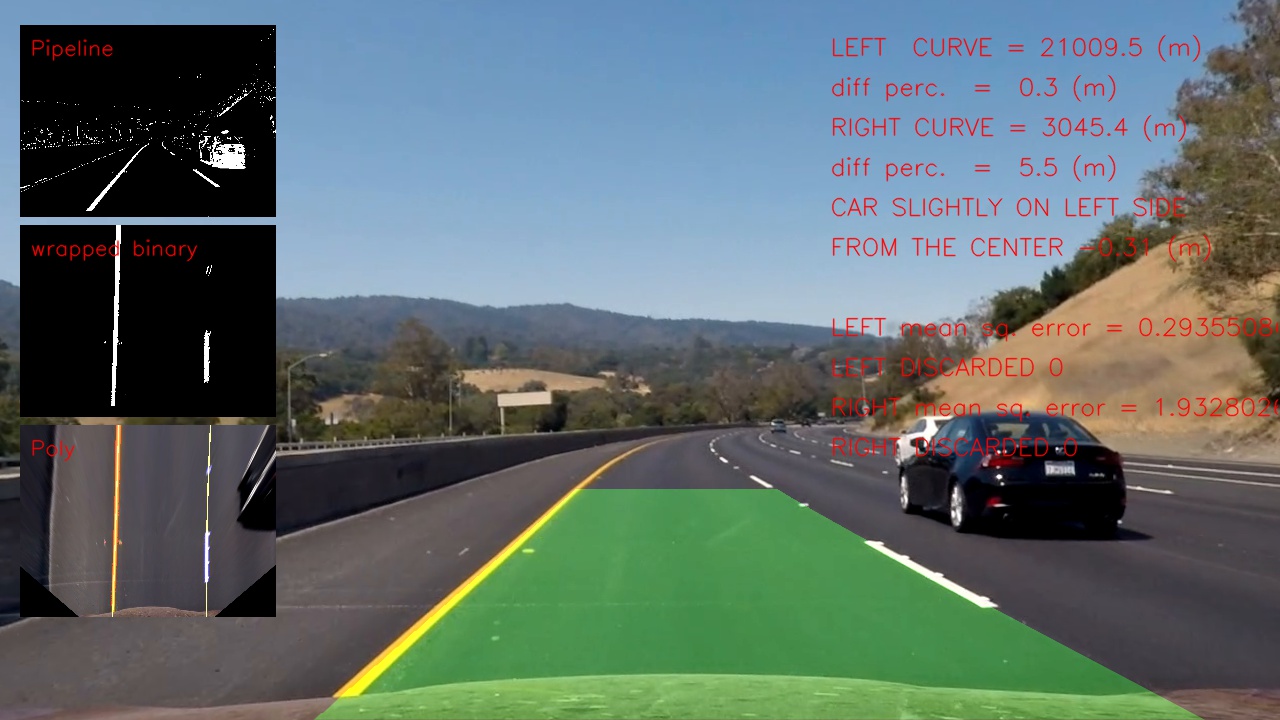 Pipeline
wrapped binary
Poly
LEFT CURVE = 21009.5 (m)
diff perc. = 0.3 (m)
RIGHT CURVE = 3045.4 (m)
diff perc. = 5.5 (m)
CAR SLIGHTLY ON LEFT SIDE
FROM THE CENTER -0.31 (m)
LEFT mean sq. error = 0.2935508
LEFT DISCARDED 0
RIGHT mean sq. error = 1.932802
RIGHT DISCARDED 0